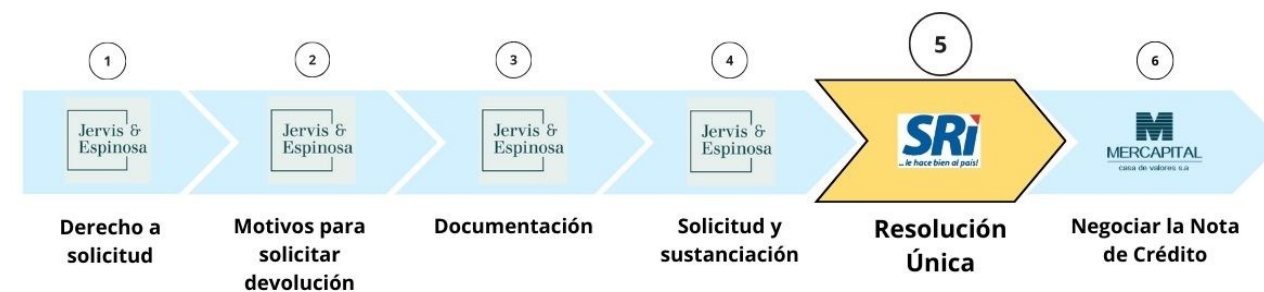 1
2
3
4
5
6
Jervis &
Espinosa
Jervis &
Espinosa
Jervis &
Espinosa
Jervis &
Espinosa
SRi
... le hace bien al país!
M
MERCAPITAL
casa de valores s.a
Derecho a
solicitud
Motivos para
solicitar
devolución
Documentación
Solicitud y
sustanciación
Resolución
Única
Negociar la Nota
de Crédito